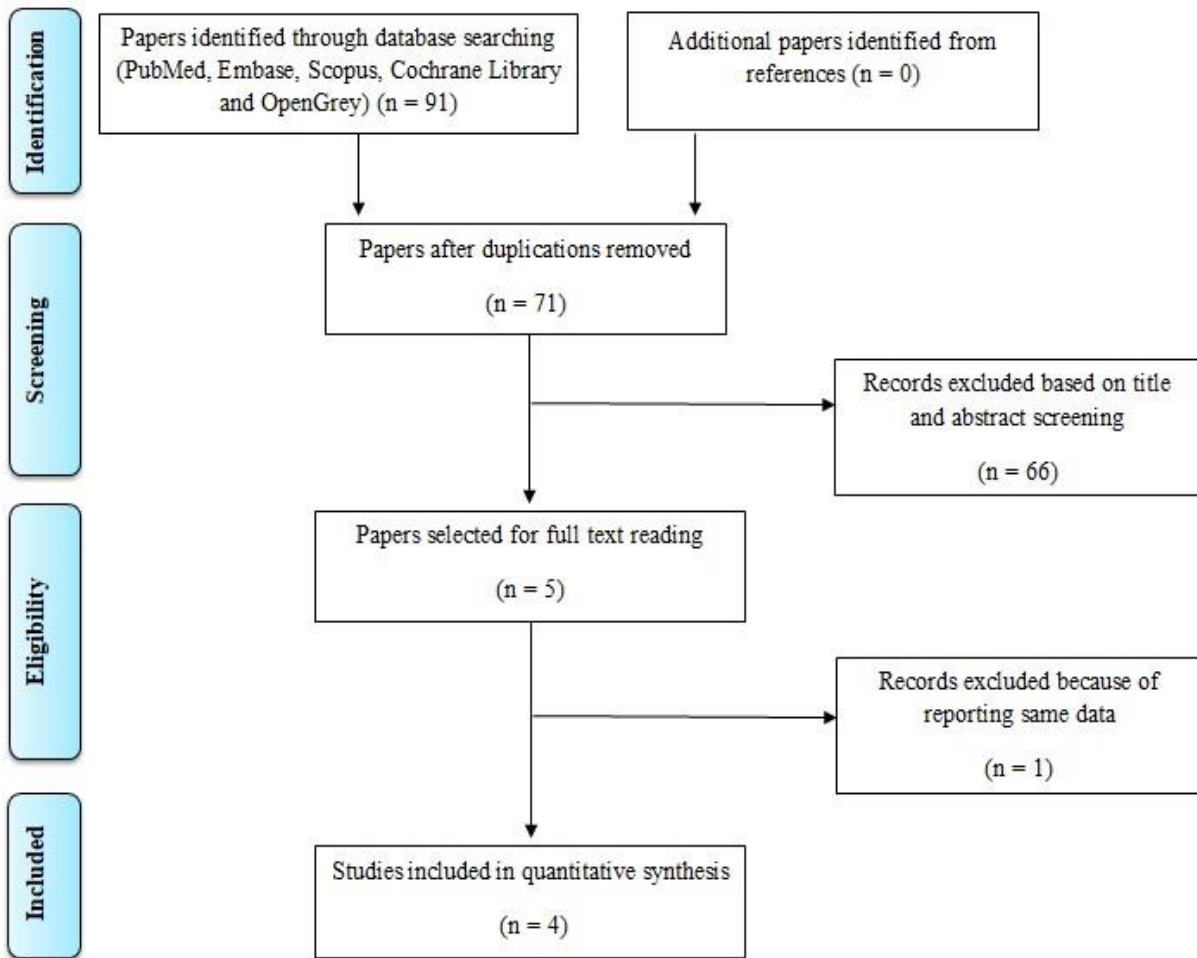 Identification
Papers identified through database searching
(PubMed, Embase, Scopus, Cochrane Library
and OpenGrey) (n = 91)
Additional papers identified from
references (n = 0)
Screening
Papers after duplications removed
(n = 71)
Records excluded based on title
and abstract screening
(n = 66)
Eligibility
Papers selected for full text reading
(n = 5)
Records excluded because of
reporting same data
(n = 1)
Included
Studies included in quantitative synthesis
(n = 4)